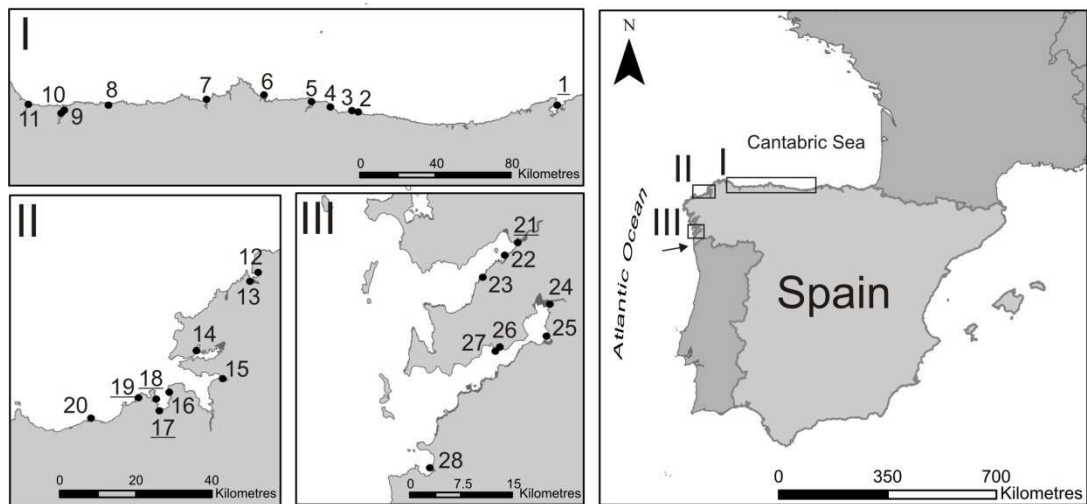 I
1
2
3
4
5
6
7
8
9
10
11
0 40 80
Kilometres
II
12
13
14
15
16
17
18
19
20
0 20 40
Kilometres
III
21
22
23
24
25
26
27
28
0 7.5 15
Kilometres
N
Cantabric Sea
I
II
III
Atlantic Ocean
Spain
0 350 700
Kilometres